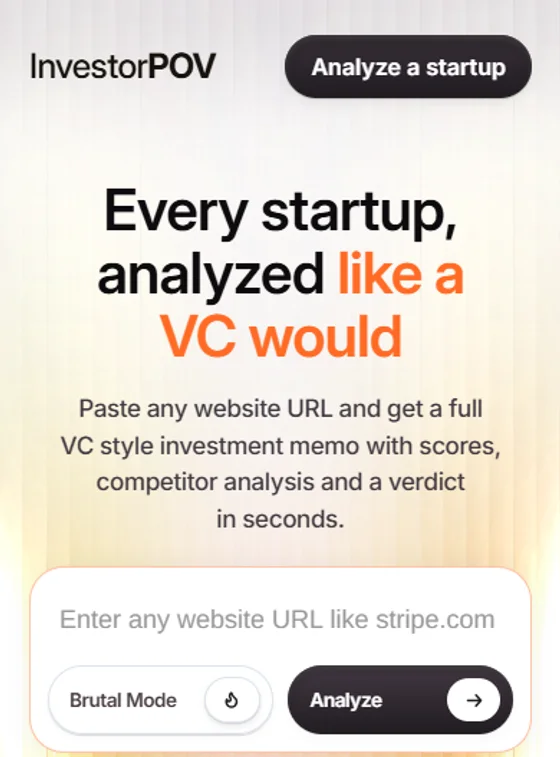 InvestorPOV
Analyze a startup
Every startup,
analyzed like a
VC would
Paste any website URL and get a full
VC style investment memo with scores,
competitor analysis and a verdict
in seconds.
Enter any website URL like stripe.com
Brutal Mode
Analyze